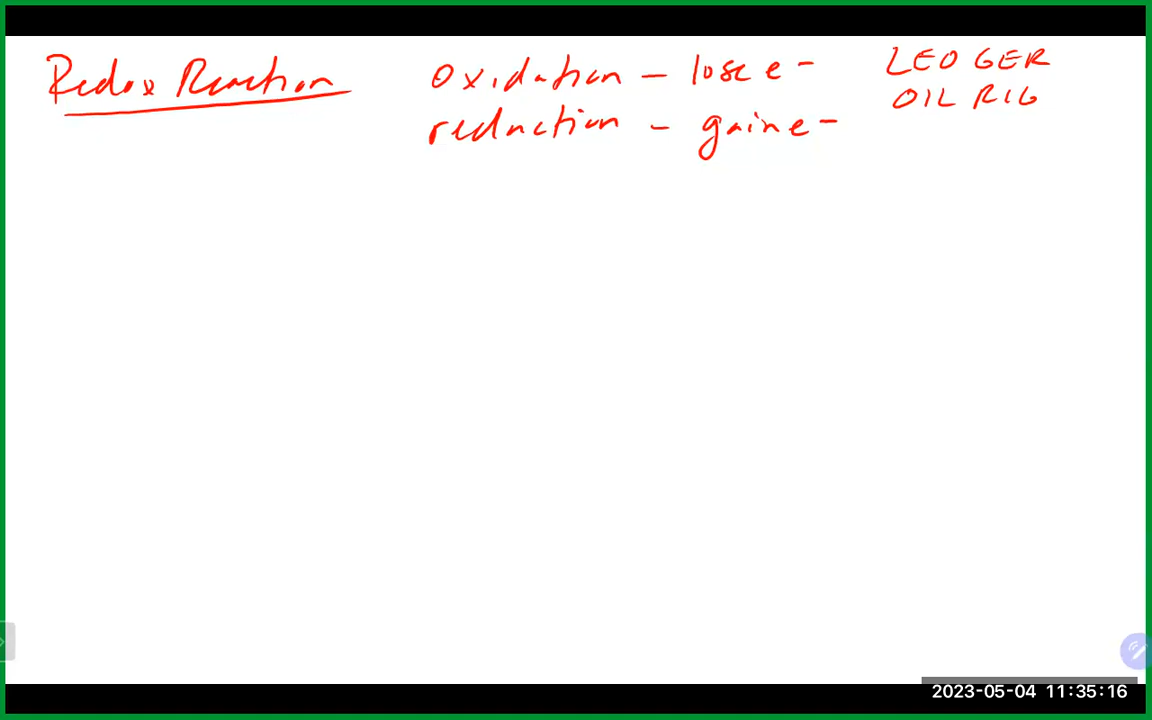 Redox Reaction
oxidation – lose e-
reduction – gain e-
LEO GER
OIL RIG
2023-05-04 11:35:16